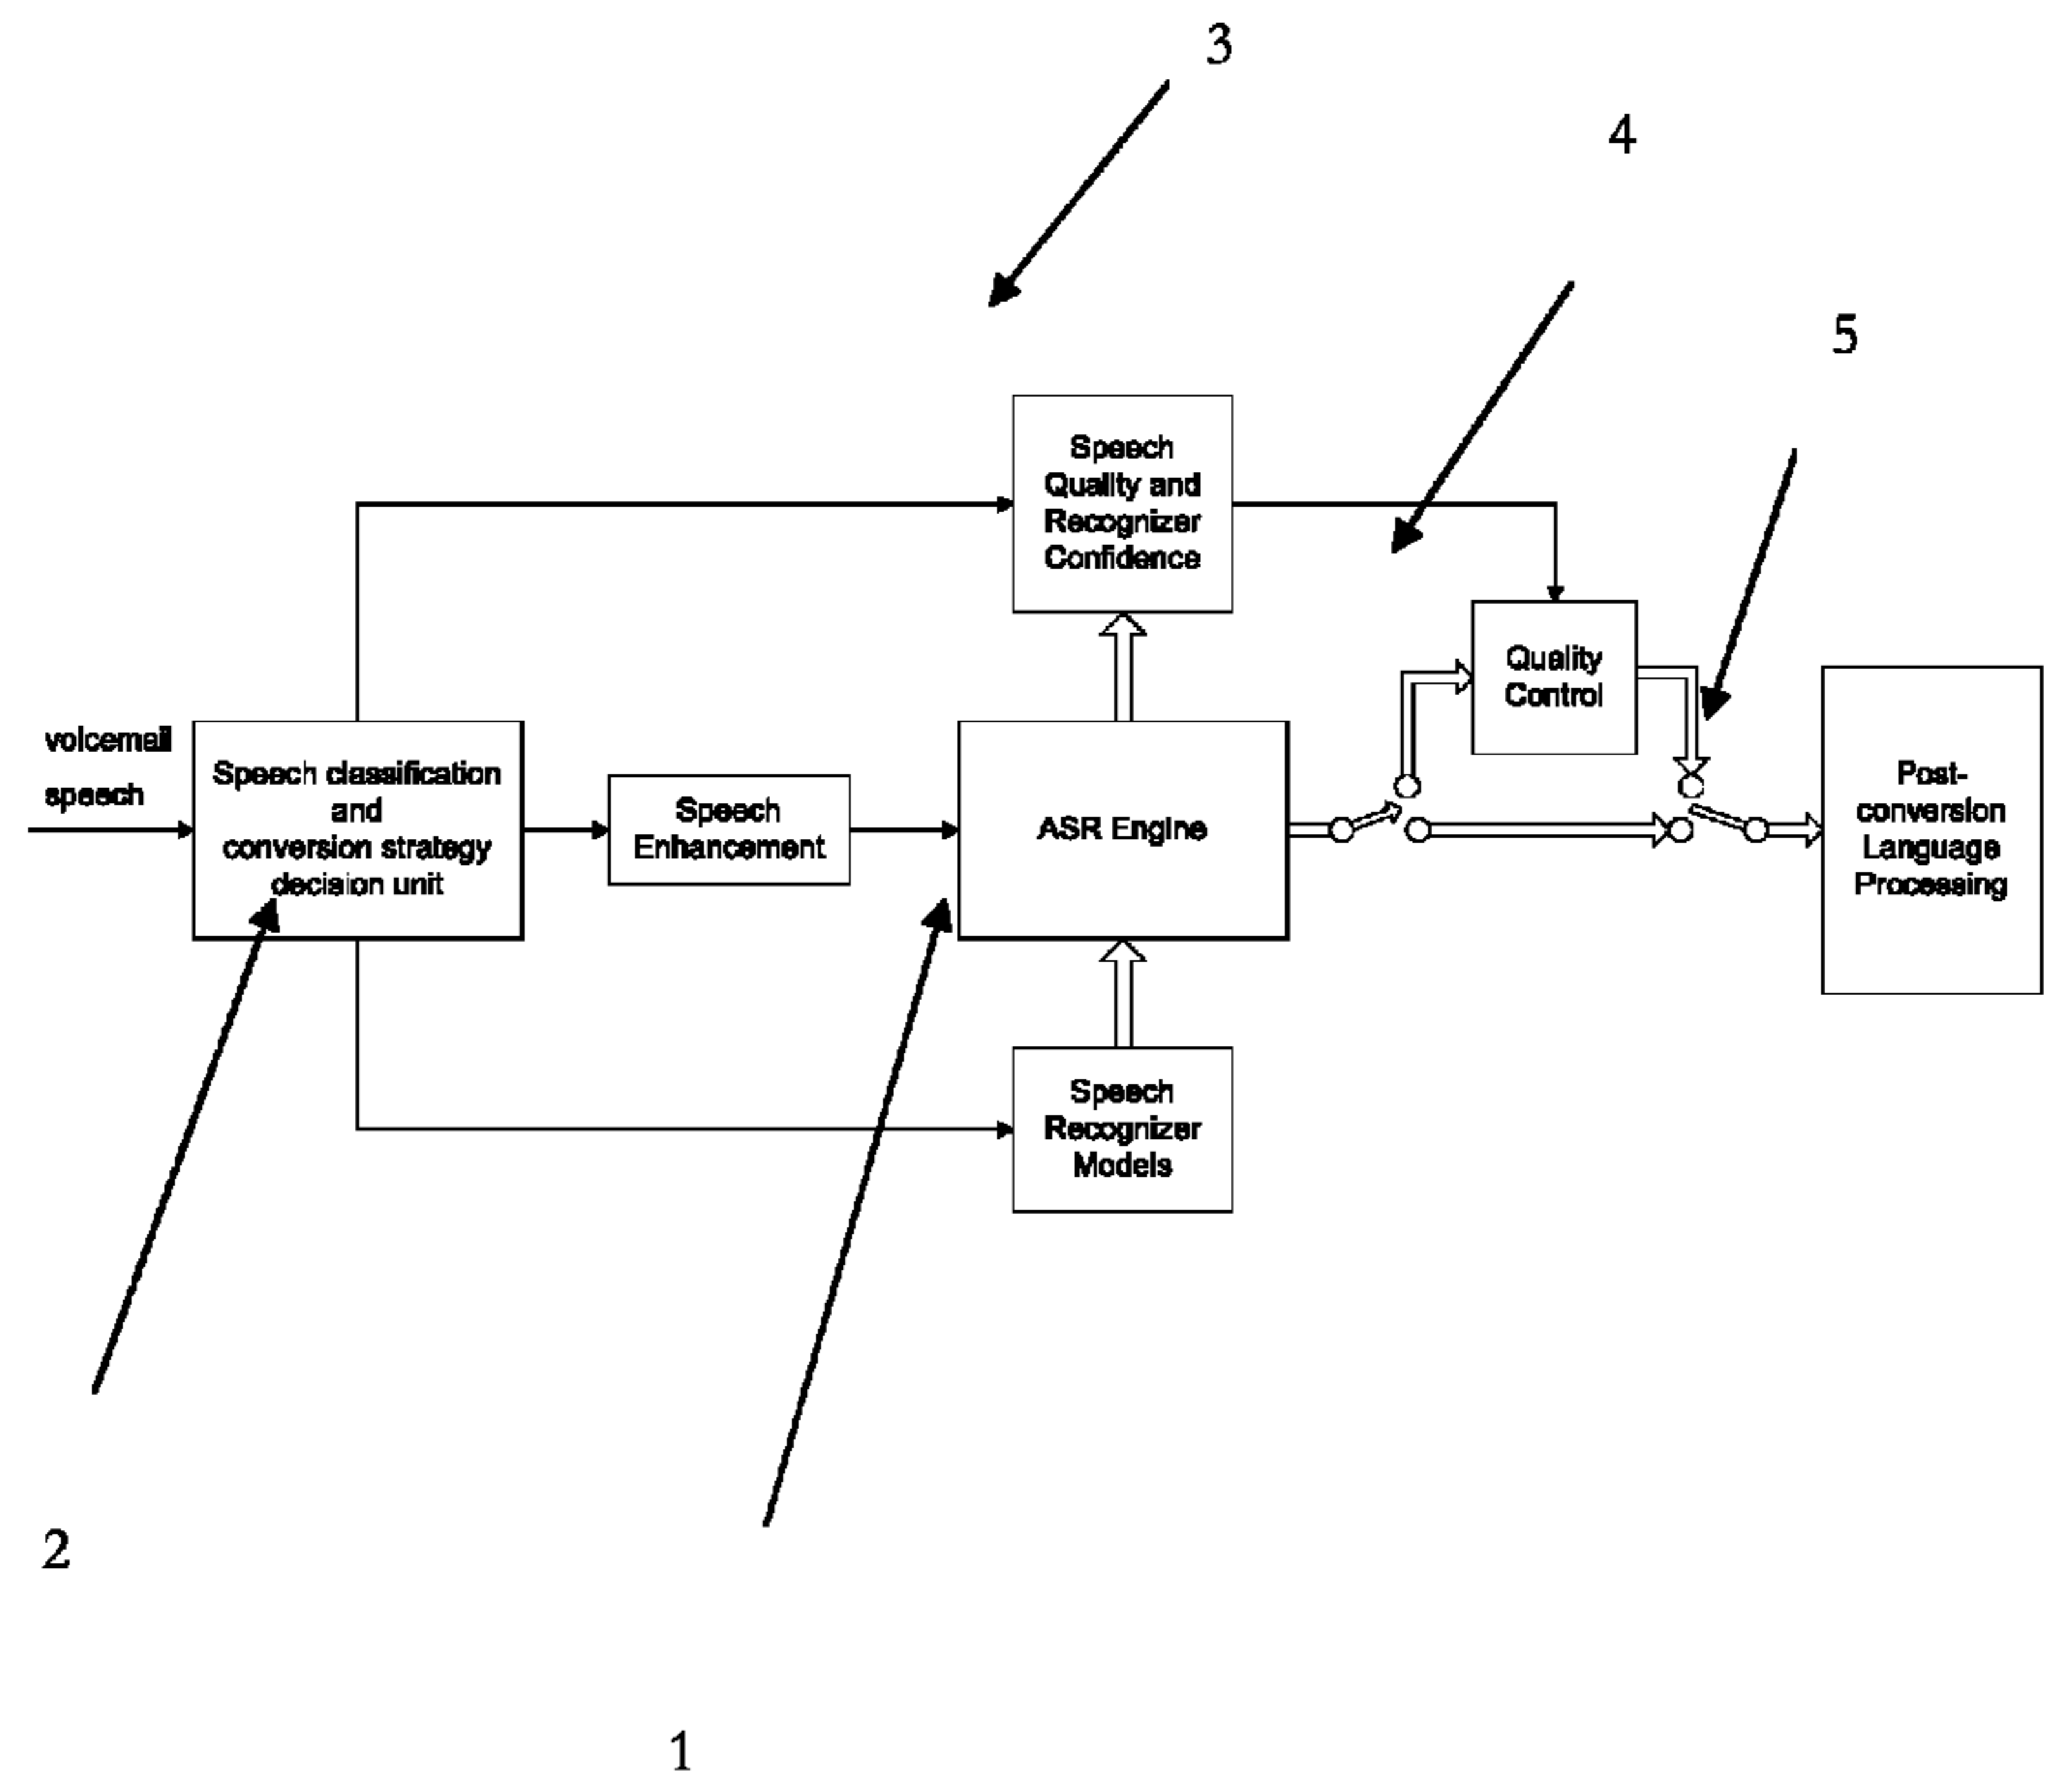 3
4
5
Speech
Quality and
Recognizer
Confidence
Quality
Control
voicemail
speech
Speech classification
and
conversion strategy
decision unit
Speech
Enhancement
ASR Engine
Post-
conversion
Language
Processing
Speech
Recognizer
Models
2
1